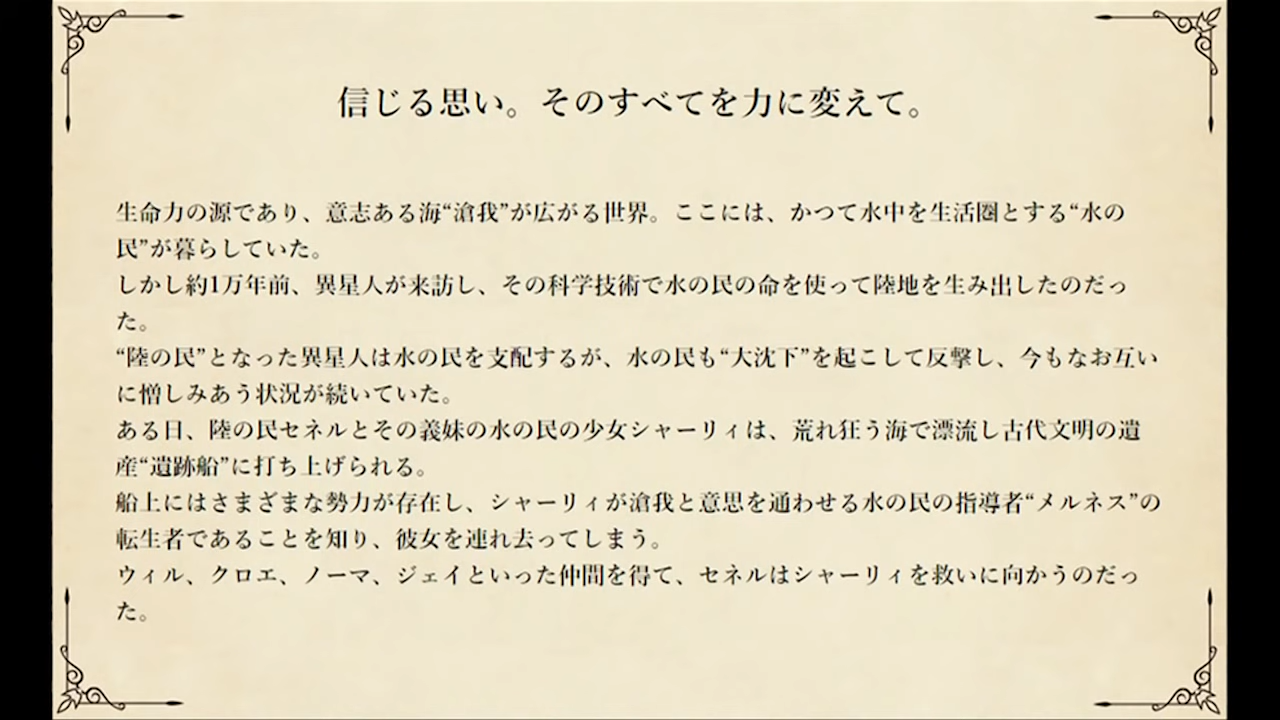 信じる思い。そのすべてを力に変えて。
生命力の源であり、意志ある海“滄我”が広がる世界。ここには、かつて水中を生活圏とする“水の
民”が暮らしていた。
しかし約1万年前、異星人が来訪し、その科学技術で水の民の命を使って陸地を生み出したのだっ
た。
“陸の民”となった異星人は水の民を支配するが、水の民も“大沈下”を起こして反撃し、今もなお互い
に憎しみあう状況が続いていた。
ある日、陸の民セネルとその義妹の水の民の少女シャーリィは、荒れ狂う海で漂流し古代文明の遺
産“遺跡船”に打ち上げられる。
船上にはさまざまな勢力が存在し、シャーリィが滄我と意思を通わせる水の民の指導者“メルネス”の
転生者であることを知り、彼女を連れ去ってしまう。
ウィル、クロエ、ノーマ、ジェイといった仲間を得て、セネルはシャーリィを救いに向かうのだっ
た。